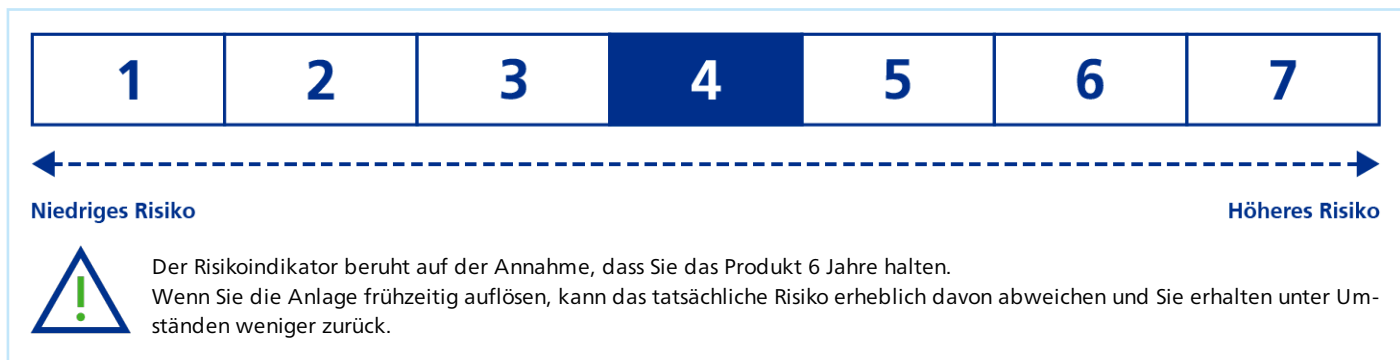 1 2 3 4 5 6 7
Niedriges Risiko Höheres Risiko
Der Risikoindikator beruht auf der Annahme, dass Sie das Produkt 6 Jahre halten.
Wenn Sie die Anlage frühzeitig auflösen, kann das tatsächliche Risiko erheblich davon abweichen und Sie erhalten unter Um-
ständen weniger zurück.